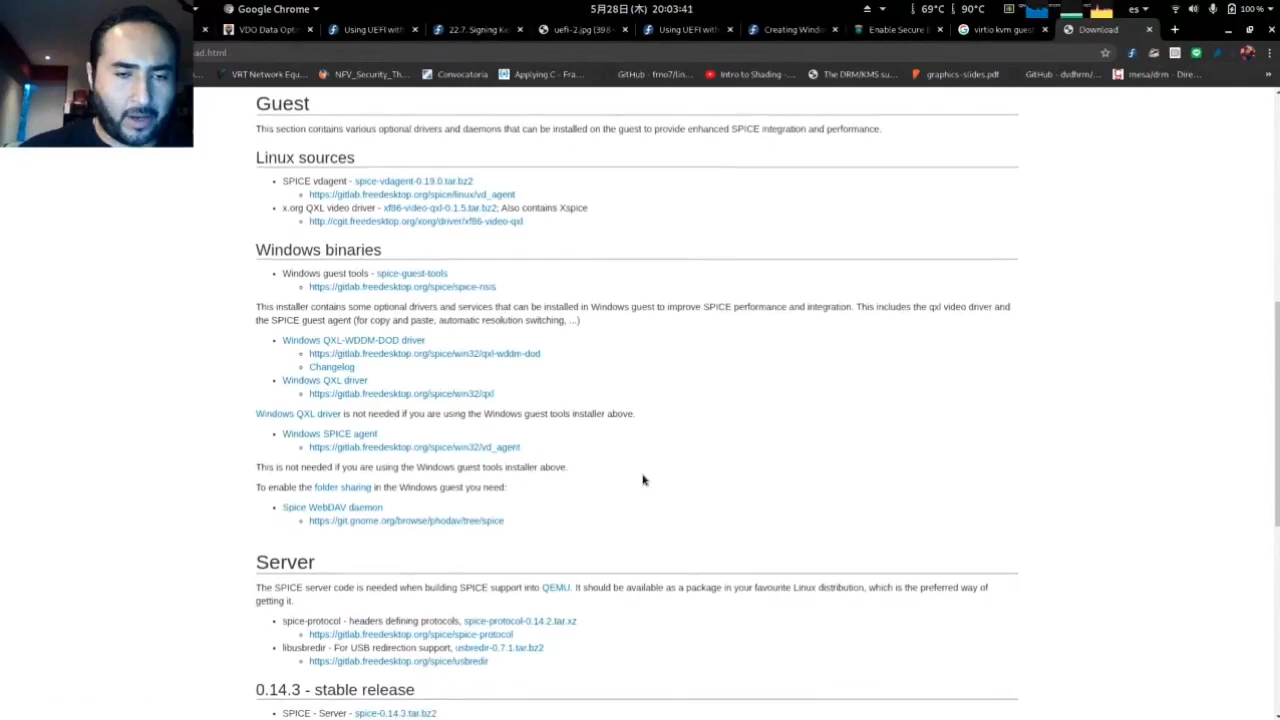 Google Chrome
5月28日(木) 20:03:41
69°C
90°C
es
100%
VDO Data Opti
Using UEFI with
22.7. Signing Ke
uefi-2.jpg (398
Using UEFI with
Creating Window
Enable Secure B
virtio kvm guest
Download
ad.html
VRT Network Equ...
NFV_Security_Th...
Convocatoria
Applying C - Fra...
GitHub - frno7/lin...
Intro to Shading -...
The DRM/KMS su...
graphics-slides.pdf
GitHub - dvdhrm/...
mesa/drm - Dire...
»
Guest
This section contains various optional drivers and daemons that can be installed on the guest to provide enhanced SPICE integration and performance.
Linux sources
SPICE vdagent - spice-vdagent-0.19.0.tar.bz2
https://gitlab.freedesktop.org/spice/linux/vd_agent
x.org QXL video driver - xf86-video-qxl-0.1.5.tar.bz2; Also contains Xspice
http://cgit.freedesktop.org/xorg/driver/xf86-video-qxl
Windows binaries
Windows guest tools - spice-guest-tools
https://gitlab.freedesktop.org/spice/spice-nsis
This installer contains some optional drivers and services that can be installed in Windows guest to improve SPICE performance and integration. This includes the qxl video driver and
the SPICE guest agent (for copy and paste, automatic resolution switching, ...)
Windows QXL-WDDM-DOD driver
https://gitlab.freedesktop.org/spice/win32/qxl-wddm-dod
Changelog
Windows QXL driver
https://gitlab.freedesktop.org/spice/win32/qxl
Windows QXL driver is not needed if you are using the Windows guest tools installer above.
Windows SPICE agent
https://gitlab.freedesktop.org/spice/win32/vd_agent
This is not needed if you are using the Windows guest tools installer above.
To enable the folder sharing in the Windows guest you need:
Spice WebDAV daemon
https://git.gnome.org/browse/phodav/tree/spice
Server
The SPICE server code is needed when building SPICE support into QEMU. It should be available as a package in your favourite Linux distribution, which is the preferred way of
getting it.
spice-protocol - headers defining protocols, spice-protocol-0.14.2.tar.xz
https://gitlab.freedesktop.org/spice/spice-protocol
libusbredir - For USB redirection support, usbredir-0.7.1.tar.bz2
https://gitlab.freedesktop.org/spice/usbredir
0.14.3 - stable release
SPICE - Server - spice-0.14.3.tar.bz2